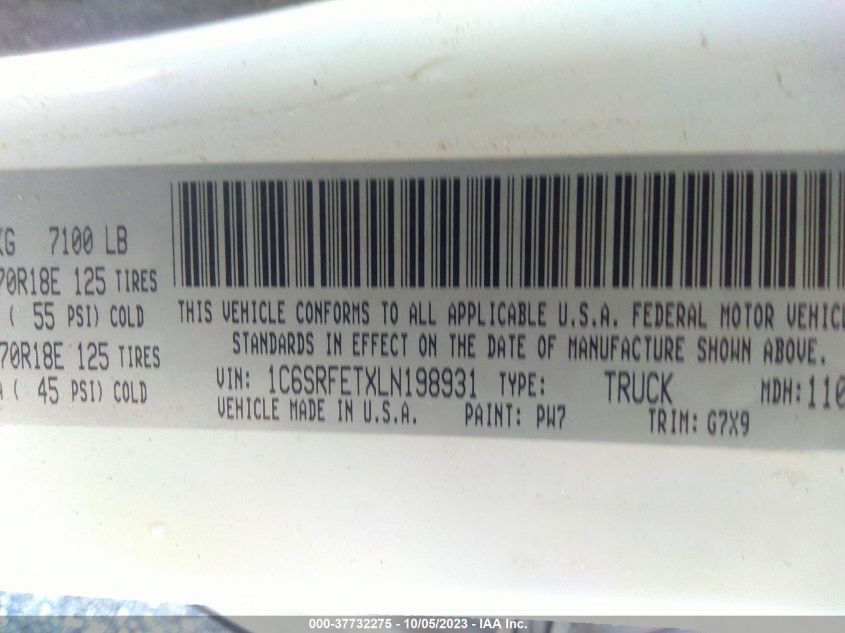 KG 7100 LB
70R18E 125 TIRES
( 55 PSI) COLD
70R18E 125 TIRES
( 45 PSI) COLD
THIS VEHICLE CONFORMS TO ALL APPLICABLE U.S.A. FEDERAL MOTOR VEHICL
STANDARDS IN EFFECT ON THE DATE OF MANUFACTURE SHOWN ABOVE.
VIN: 1C6SRFETXLN198931 TYPE: TRUCK MDH: 110
VEHICLE MADE IN U.S.A. PAINT: PW7 TRIM: G7X9
000-37732275 - 10/05/2023 - IAA Inc.